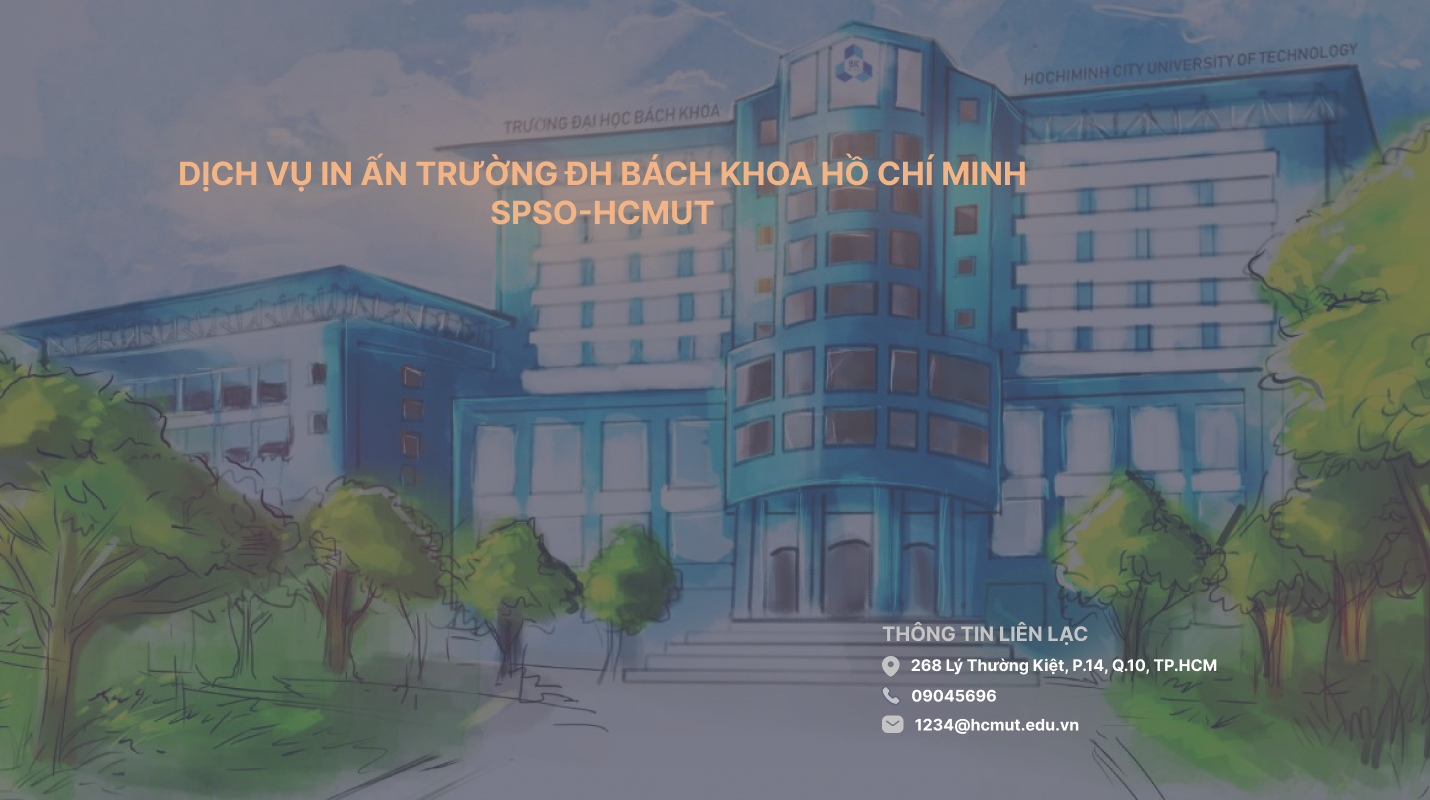 TRƯỜNG ĐẠI HỌC BÁCH KHOA
HOCHIMINH CITY UNIVERSITY OF TECHNOLOGY
BK
DỊCH VỤ IN ẤN TRƯỜNG ĐH BÁCH KHOA HỒ CHÍ MINH
SPSO-HCMUT
THÔNG TIN LIÊN LẠC
268 Lý Thường Kiệt, P.14, Q.10, TP.HCM
09045696
1234@hcmut.edu.vn